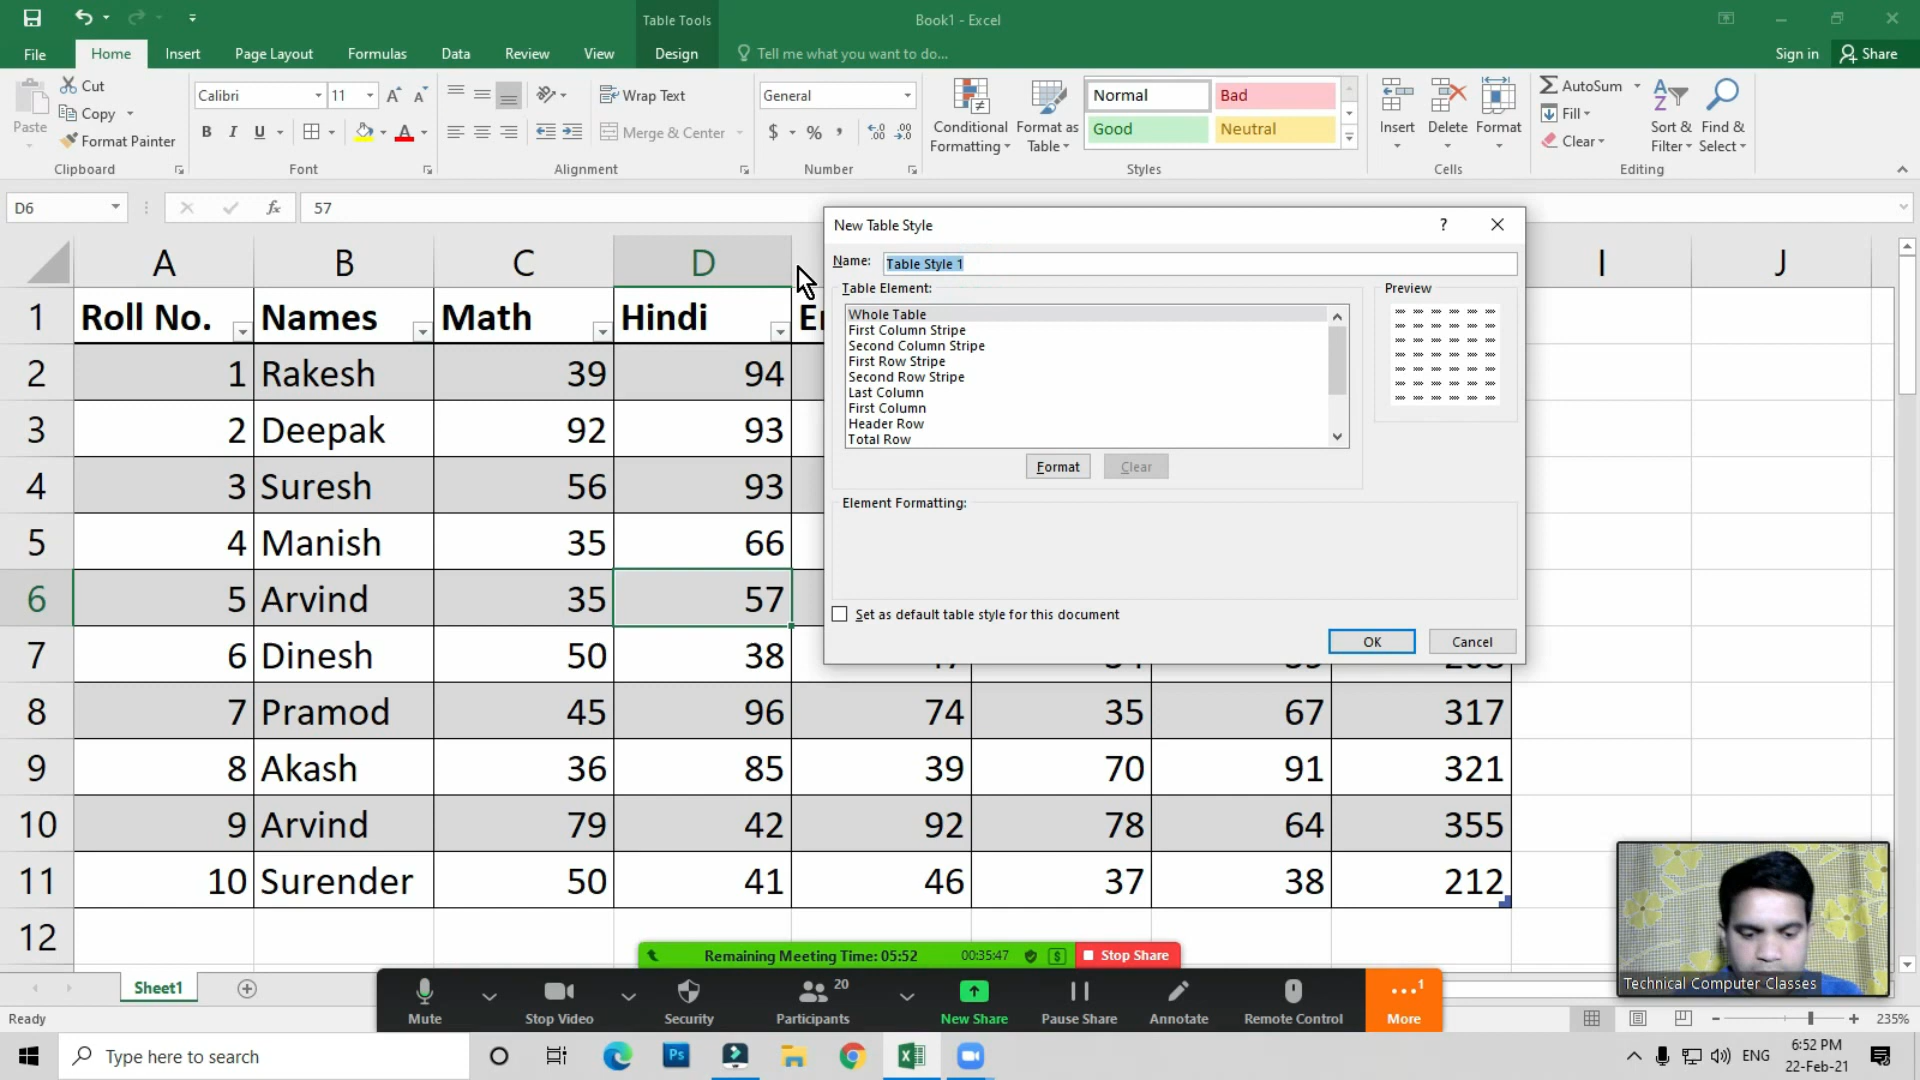 Table Tools
Book1 - Excel
File
Home
Insert
Page Layout
Formulas
Data
Review
View
Design
Tell me what you want to do...
Sign in
Share
Paste
Cut
Copy
Format Painter
Clipboard
Calibri
11
B I U
Font
Wrap Text
Merge & Center
Alignment
General
$ % ,
Number
Conditional Formatting
Format as Table
Normal
Bad
Good
Neutral
Styles
Insert
Delete
Format
Cells
AutoSum
Fill
Clear
Sort & Filter
Find & Select
Editing
D6
fx
57
A B C D I J
1 Roll No. Names Math Hindi
2 1 Rakesh 39 94
3 2 Deepak 92 93
4 3 Suresh 56 93
5 4 Manish 35 66
6 5 Arvind 35 57
7 6 Dinesh 50 38
8 7 Pramod 45 96 74 35 67 317
9 8 Akash 36 85 39 70 91 321
10 9 Arvind 79 42 92 78 64 355
11 10 Surender 50 41 46 37 38 212
12
New Table Style
?
Name: Table Style 1
Table Element:
Whole Table
First Column Stripe
Second Column Stripe
First Row Stripe
Second Row Stripe
Last Column
First Column
Header Row
Total Row
Format
Clear
Preview
Element Formatting:
Set as default table style for this document
OK
Cancel
Remaining Meeting Time: 05:52
00:35:47
Stop Share
Sheet1
Mute
Stop Video
Security
Participants
20
New Share
Pause Share
Annotate
Remote Control
More
1
Technical Computer Classes
Ready
235%
Type here to search
Ps
ENG
6:52 PM
22-Feb-21